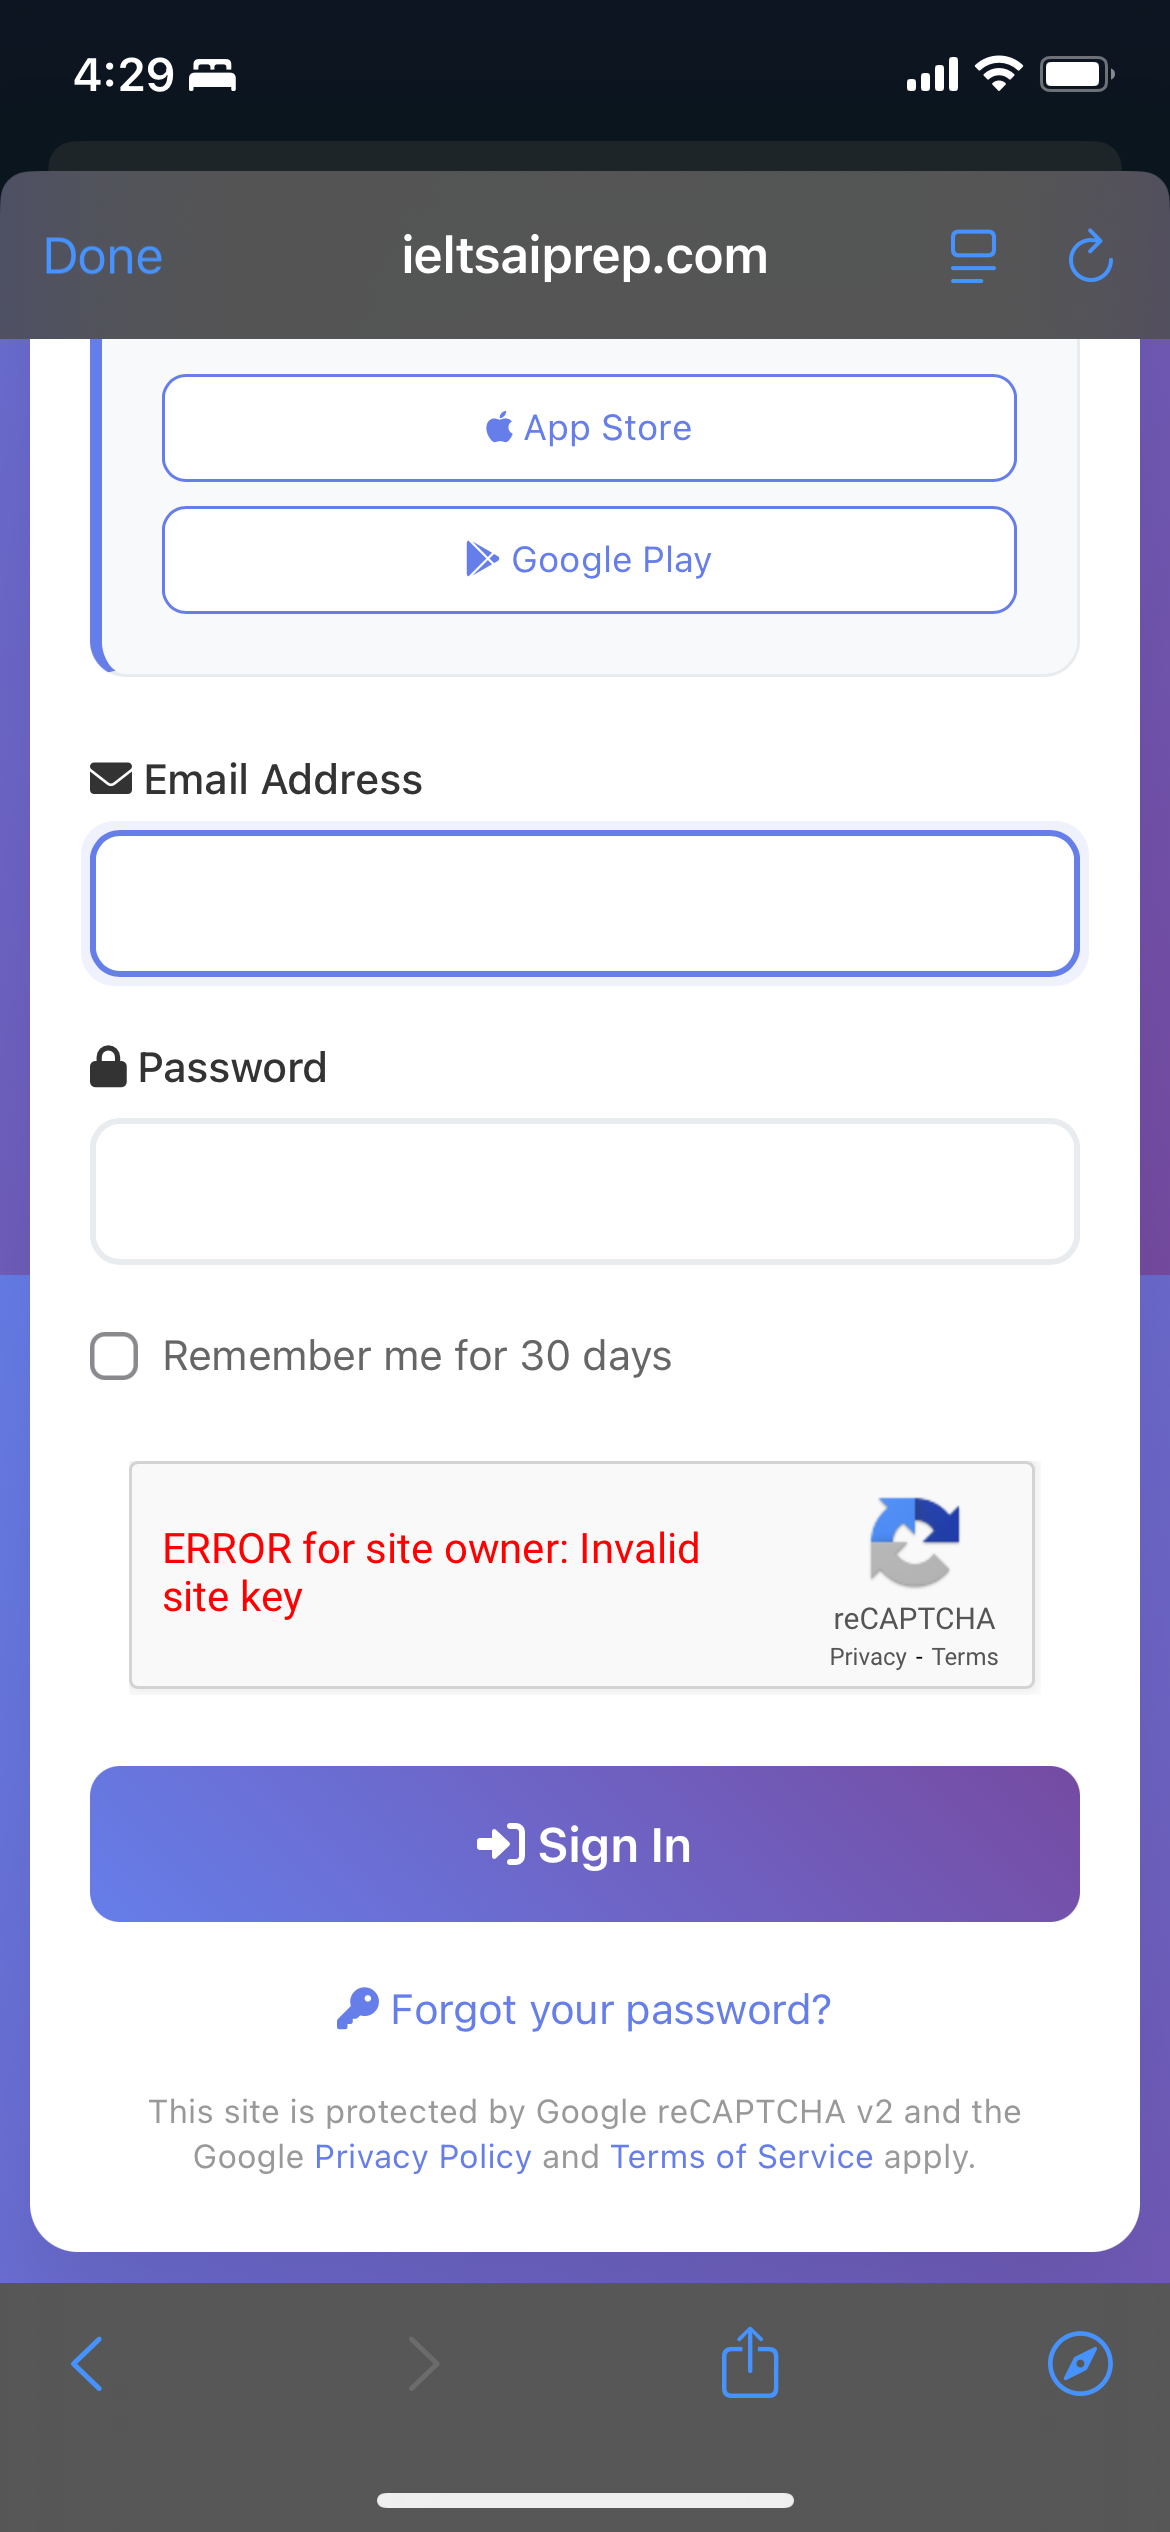 4:29
Done
ieltsaiprep.com
App Store
Google Play
Email Address
Password
Remember me for 30 days
ERROR for site owner: Invalid
site key
reCAPTCHA
Privacy - Terms
Sign In
Forgot your password?
This site is protected by Google reCAPTCHA v2 and the
Google Privacy Policy and Terms of Service apply.